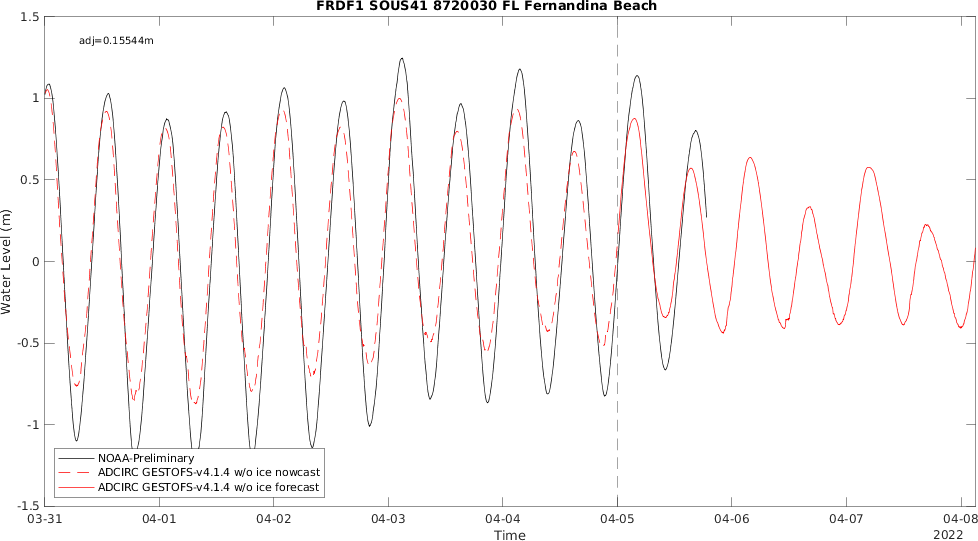 FRDF1 SOUS41 8720030 FL Fernandina Beach
adj=0.15544m
1.5
1
0.5
0
-0.5
-1
-1.5
Water Level (m)
NOAA-Preliminary
ADCIRC GESTOFS-v4.1.4 w/o ice nowcast
ADCIRC GESTOFS-v4.1.4 w/o ice forecast
03-31 04-01 04-02 04-03 04-04 04-05 04-06 04-07 04-08
Time
2022